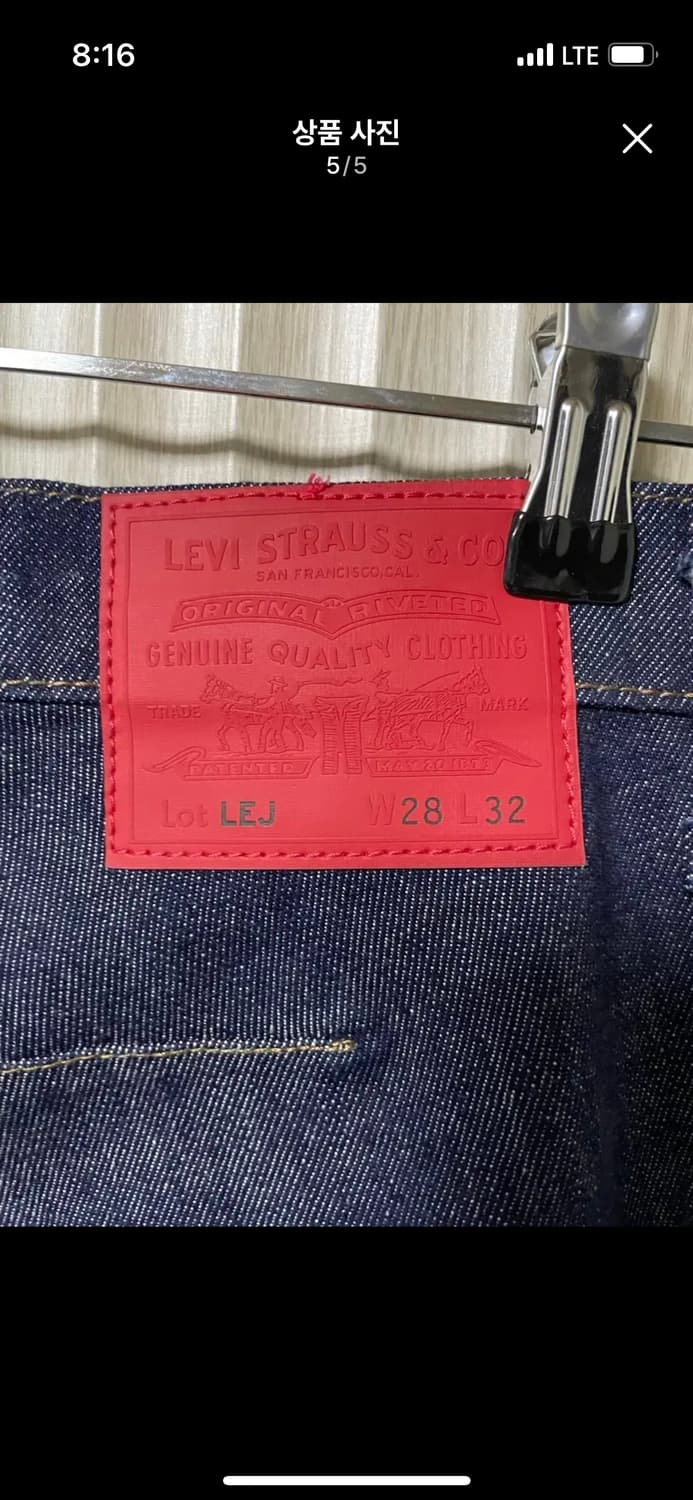 8:16
LTE
상품 사진
5/5
LEVI STRAUSS & CO
SAN FRANCISCO, CAL.
ORIGINAL RIVETED
GENUINE QUALITY CLOTHING
TRADE MARK
PATENTED MAY 20 1873
Lot LEJ W28 L32